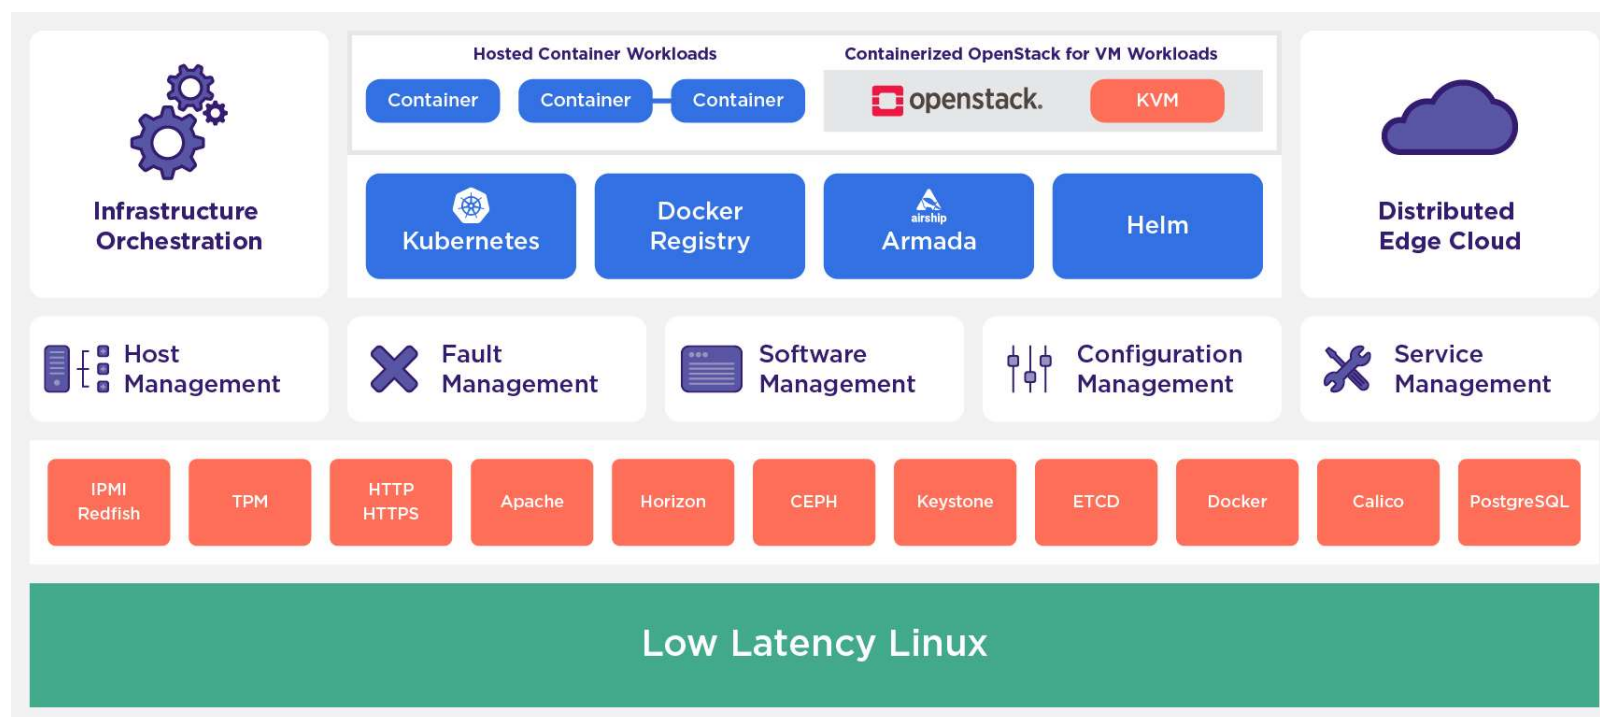 Hosted Container Workloads
Containerized OpenStack for VM Workloads
Container
Container
Container
openstack.
KVM
Infrastructure
Orchestration
Kubernetes
Docker
Registry
airship
Armada
Helm
Distributed
Edge Cloud
Host
Management
Fault
Management
Software
Management
Configuration
Management
Service
Management
IPMI
Redfish
TPM
HTTP
HTTPS
Apache
Horizon
CEPH
Keystone
ETCD
Docker
Calico
PostgreSQL
Low Latency Linux